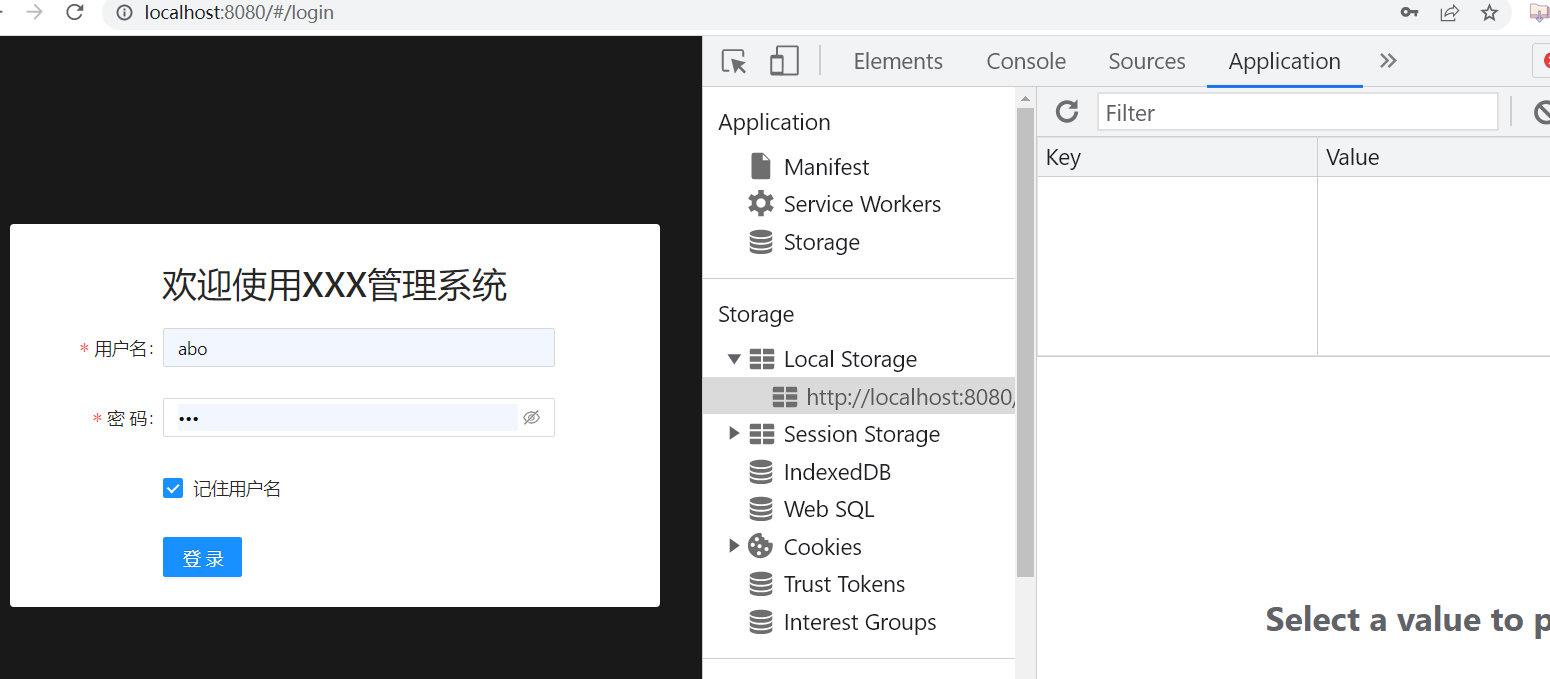 localhost:8080/#/login
Elements Console Sources Application
Application
Manifest
Service Workers
Storage
Storage
Local Storage
http://localhost:8080/
Session Storage
IndexedDB
Web SQL
Cookies
Trust Tokens
Interest Groups
Filter
Key Value
Select a value to p
欢迎使用XXX管理系统
* 用户名:
abo
* 密 码:
•••
记住用户名
登 录